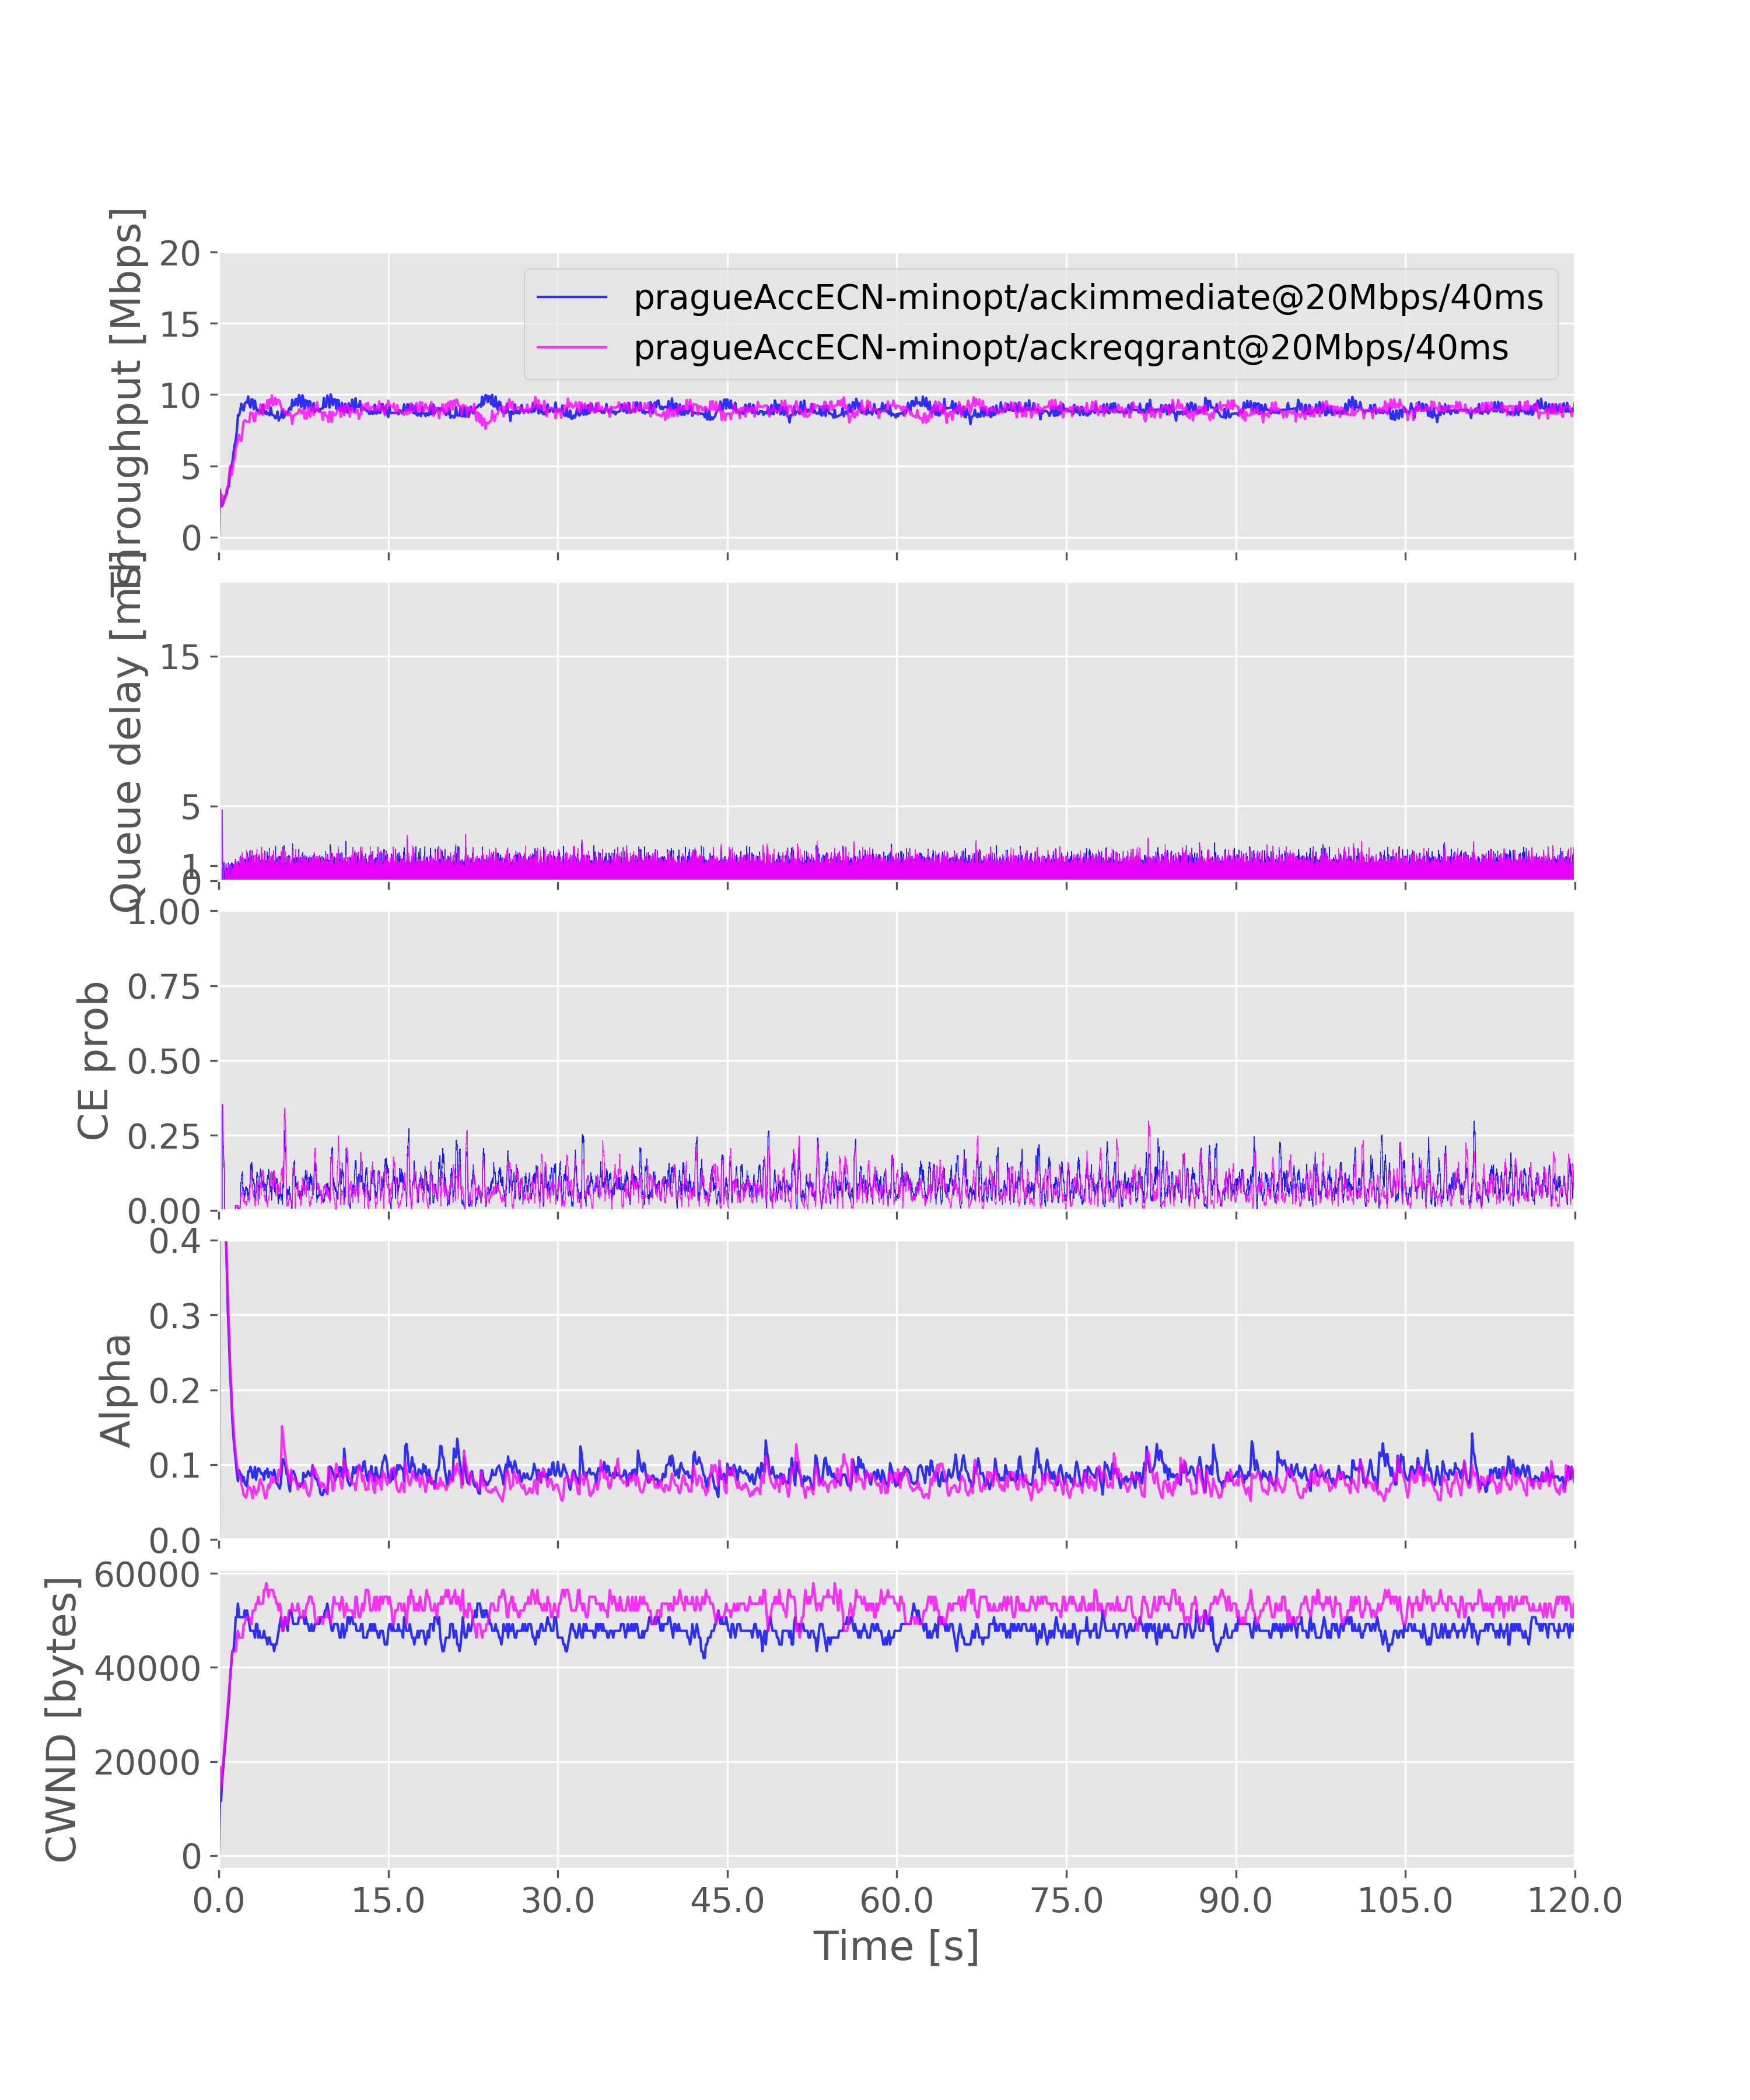 Throughput [Mbps]
20
15
10
5
0
pragueAccECN-minopt/ackimmediate@20Mbps/40ms
pragueAccECN-minopt/ackreqgrant@20Mbps/40ms
Queue delay [ms]
15
5
1
0
CE prob
1.00
0.75
0.50
0.25
0.00
Alpha
0.4
0.3
0.2
0.1
0.0
CWND [bytes]
60000
40000
20000
0
0.0 15.0 30.0 45.0 60.0 75.0 90.0 105.0 120.0
Time [s]